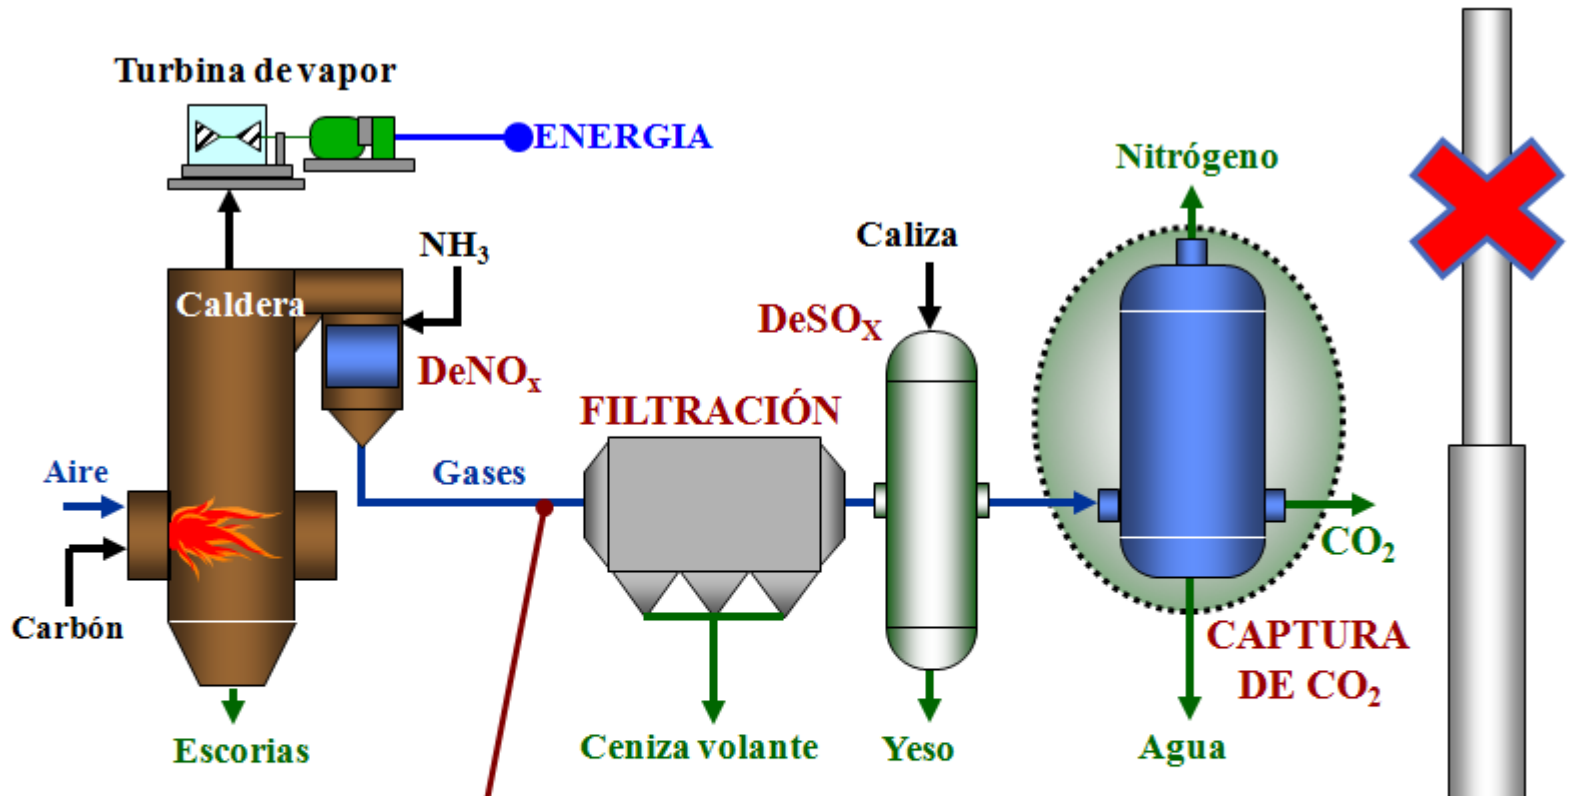 Turbina de vapor
ENERGIA
Nitrógeno
NH₃
Caliza
Caldera
DeSOX
DeNOx
FILTRACIÓN
Aire
Gases
CO₂
Carbón
CAPTURA
DE CO₂
Escorias
Ceniza volante
Yeso
Agua